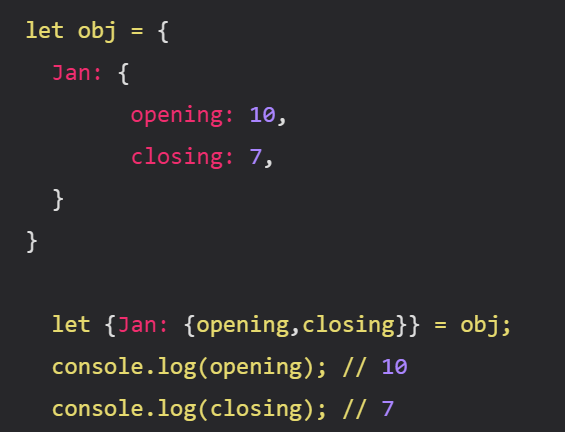 let obj = {
  Jan: {
        opening: 10,
        closing: 7,
  }
}
  let {Jan: {opening,closing}} = obj;
  console.log(opening); // 10
  console.log(closing); // 7